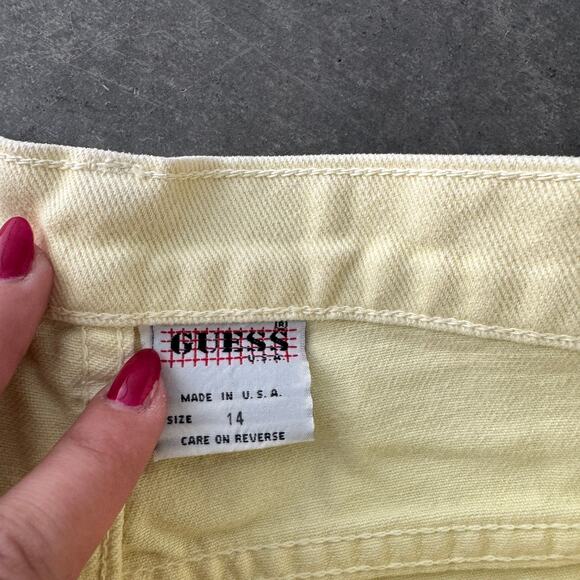 GUESS ®
U.S.A.
MADE IN U.S.A.
SIZE 14
CARE ON REVERSE